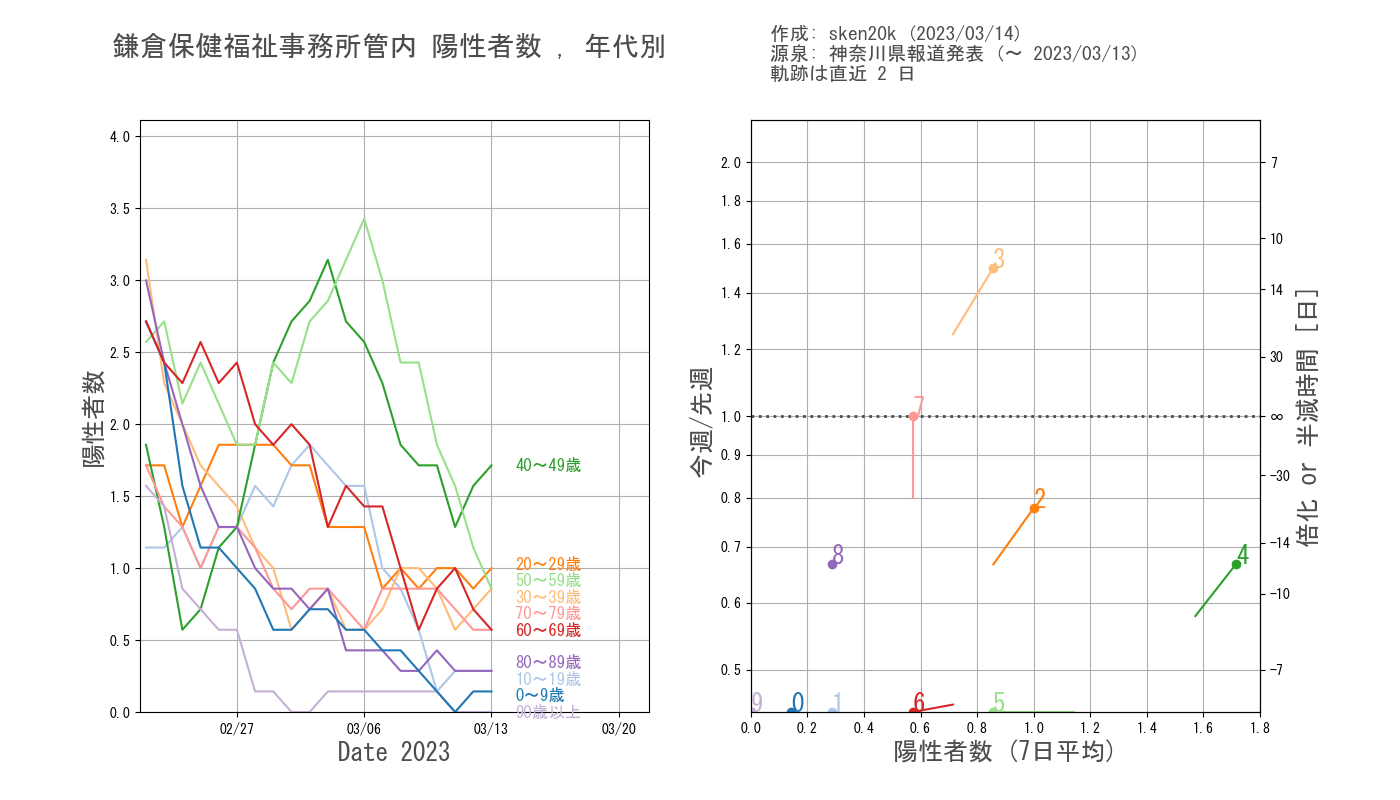 鎌倉保健福祉事務所管内 陽性者数 , 年代別
作成: sken20k (2023/03/14)
源泉: 神奈川県報道発表 (～ 2023/03/13)
軌跡は直近 2 日
陽性者数
4.0
3.5
3.0
2.5
2.0
1.5
1.0
0.5
0.0
02/27
03/06
03/13
03/20
Date 2023
40～49歳
20～29歳
50～59歳
30～39歳
70～79歳
60～69歳
80～89歳
10～19歳
0～9歳
90歳以上
今週/先週
2.0
1.8
1.6
1.4
1.2
1.0
0.9
0.8
0.7
0.6
0.5
3
7
2
8
4
9
0
1
6
5
0.0
0.2
0.4
0.6
0.8
1.0
1.2
1.4
1.6
1.8
陽性者数 (7日平均)
7
10
14
30
∞
−30
−14
−10
−7
倍化 or 半減時間 [日]